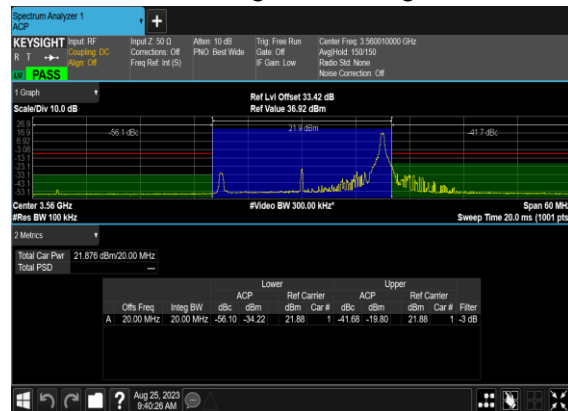 Spectrum Analyzer 1
ACP
+
KEYSIGHT Input: RF Input Z: 50 Ω Atten: 10 dB Trig: Free Run Center Freq: 3.560010000 GHz
R T Coupling: DC Corrections: Off PNO: Best Wide Gate: Off Avg|Hold: 150/150
Align: Off Freq Ref: Int (S) IF Gain: Low Radio Std: None
LXI PASS Noise Correction: Off
1 Graph
Ref Lvl Offset 33.42 dB
Scale/Div 10.0 dB Ref Value 36.92 dBm
26.9
16.9 -56.1 dBc 21.9 dBm -41.7 dBc
6.92
-3.08
-13.1
-23.1
-33.1
-43.1
-53.1
Center 3.56 GHz #Video BW 300.00 kHz* Span 60 MHz
#Res BW 100 kHz Sweep Time 20.0 ms (1001 pts
2 Metrics
Total Car Pwr 21.876 dBm/20.00 MHz
Total PSD ---
Lower Upper
ACP Ref Carrier ACP Ref Carrier
Offs Freq Integ BW dBc dBm dBm Car # dBc dBm dBm Car # Filter
A 20.00 MHz 20.00 MHz -56.10 -34.22 21.88 1 -41.68 -19.80 21.88 1 -3 dB
? Aug 25, 2023
9:40:26 AM